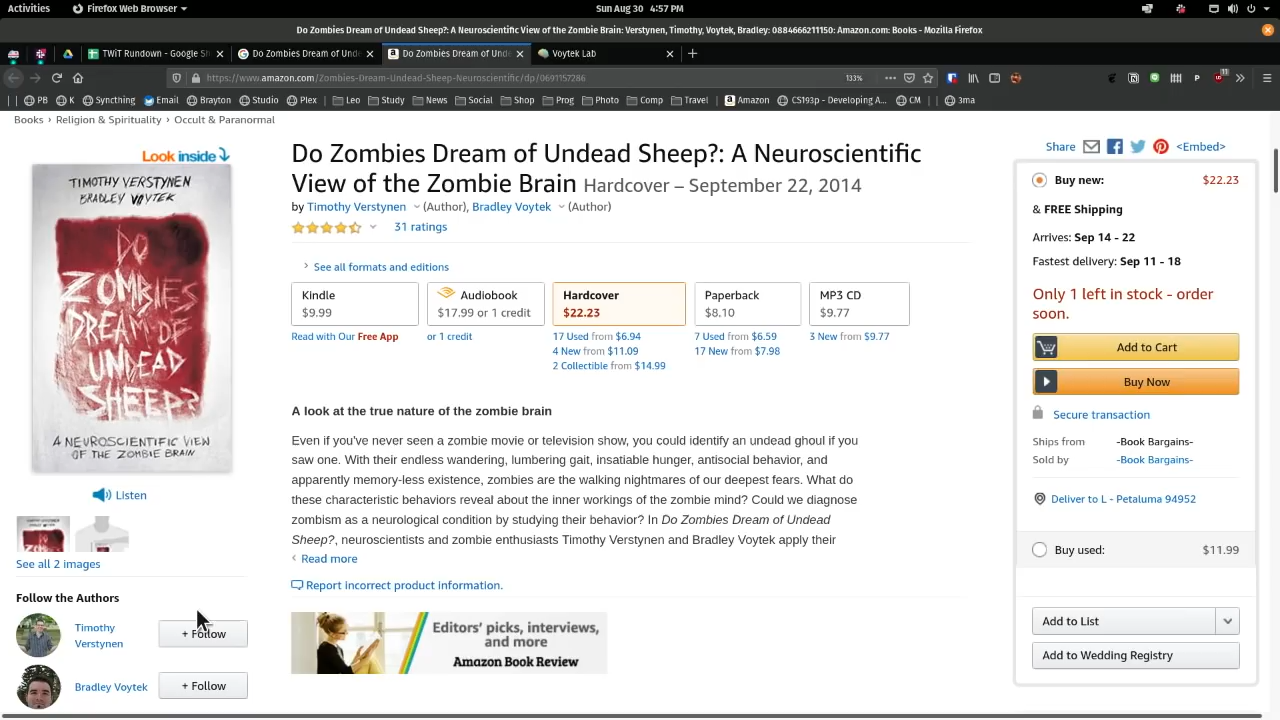 Activities
Firefox Web Browser
Sun Aug 30 4:57 PM
Do Zombies Dream of Undead Sheep?: A Neuroscientific View of the Zombie Brain: Verstynen, Timothy, Voytek, Bradley: 0884666211150: Amazon.com: Books - Mozilla Firefox
TWiT Rundown - Google Sh
Do Zombies Dream of Unde
Do Zombies Dream of Unde
Voytek Lab
https://www.amazon.com/Zombies-Dream-Undead-Sheep-Neuroscientific/dp/0691157286
133%
11
PB
K
Syncthing
Email
Brayton
Studio
Plex
Leo
Study
News
Social
Shop
Prog
Photo
Comp
Travel
Amazon
CS193p - Developing A...
CM
3ma
Books › Religion & Spirituality › Occult & Paranormal
Look inside
TIMOTHY VERSTYNEN
BRADLEY VOYTEK
DO
ZOMBIES
DREAM OF
UNDEAD
SHEEP?
A NEUROSCIENTIFIC VIEW
OF THE ZOMBIE BRAIN
Listen
See all 2 images
Follow the Authors
Timothy
Verstynen
+ Follow
Bradley Voytek
+ Follow
Do Zombies Dream of Undead Sheep?: A Neuroscientific
View of the Zombie Brain Hardcover – September 22, 2014
by Timothy Verstynen (Author), Bradley Voytek (Author)
31 ratings
See all formats and editions
Kindle
$9.99
Read with Our Free App
Audiobook
$17.99 or 1 credit
or 1 credit
Hardcover
$22.23
17 Used from $6.94
4 New from $11.09
2 Collectible from $14.99
Paperback
$8.10
7 Used from $6.59
17 New from $7.98
MP3 CD
$9.77
3 New from $9.77
A look at the true nature of the zombie brain
Even if you've never seen a zombie movie or television show, you could identify an undead ghoul if you
saw one. With their endless wandering, lumbering gait, insatiable hunger, antisocial behavior, and
apparently memory-less existence, zombies are the walking nightmares of our deepest fears. What do
these characteristic behaviors reveal about the inner workings of the zombie mind? Could we diagnose
zombism as a neurological condition by studying their behavior? In Do Zombies Dream of Undead
Sheep?, neuroscientists and zombie enthusiasts Timothy Verstynen and Bradley Voytek apply their
Read more
Report incorrect product information.
Editors' picks, interviews,
and more
Amazon Book Review
Share
<Embed>
Buy new:
$22.23
& FREE Shipping
Arrives: Sep 14 - 22
Fastest delivery: Sep 11 - 18
Only 1 left in stock - order
soon.
Add to Cart
Buy Now
Secure transaction
Ships from -Book Bargains-
Sold by -Book Bargains-
Deliver to L - Petaluma 94952
Buy used:
$11.99
Add to List
Add to Wedding Registry